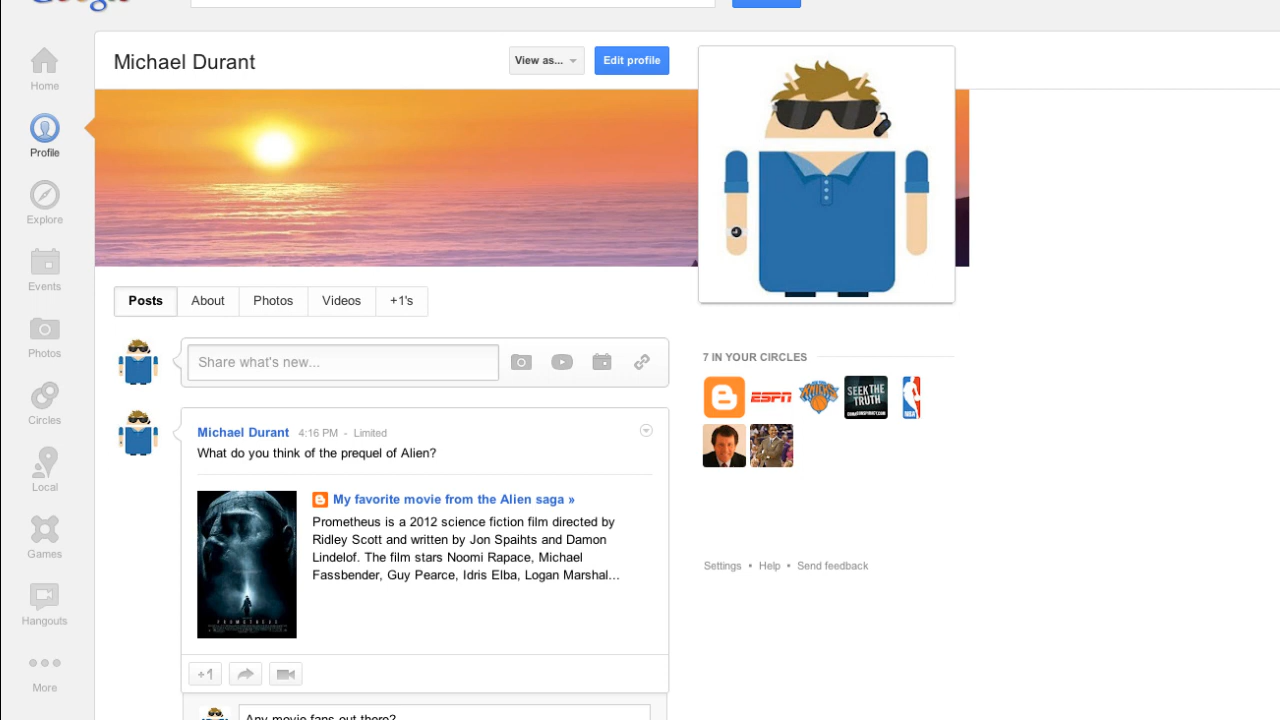 Google
Michael Durant
View as...
Edit profile
Home
Profile
Explore
Events
Photos
Circles
Local
Games
Hangouts
More
Posts
About
Photos
Videos
+1's
Share what's new...
Michael Durant 4:16 PM - Limited
What do you think of the prequel of Alien?
My favorite movie from the Alien saga »
Prometheus is a 2012 science fiction film directed by
Ridley Scott and written by Jon Spaihts and Damon
Lindelof. The film stars Noomi Rapace, Michael
Fassbender, Guy Pearce, Idris Elba, Logan Marshal...
PROMETHEUS
+1
Any movie fans out there?
7 IN YOUR CIRCLES
ESPN
KNICKS
SEEK THE
TRUTH
NBA
Settings • Help • Send feedback